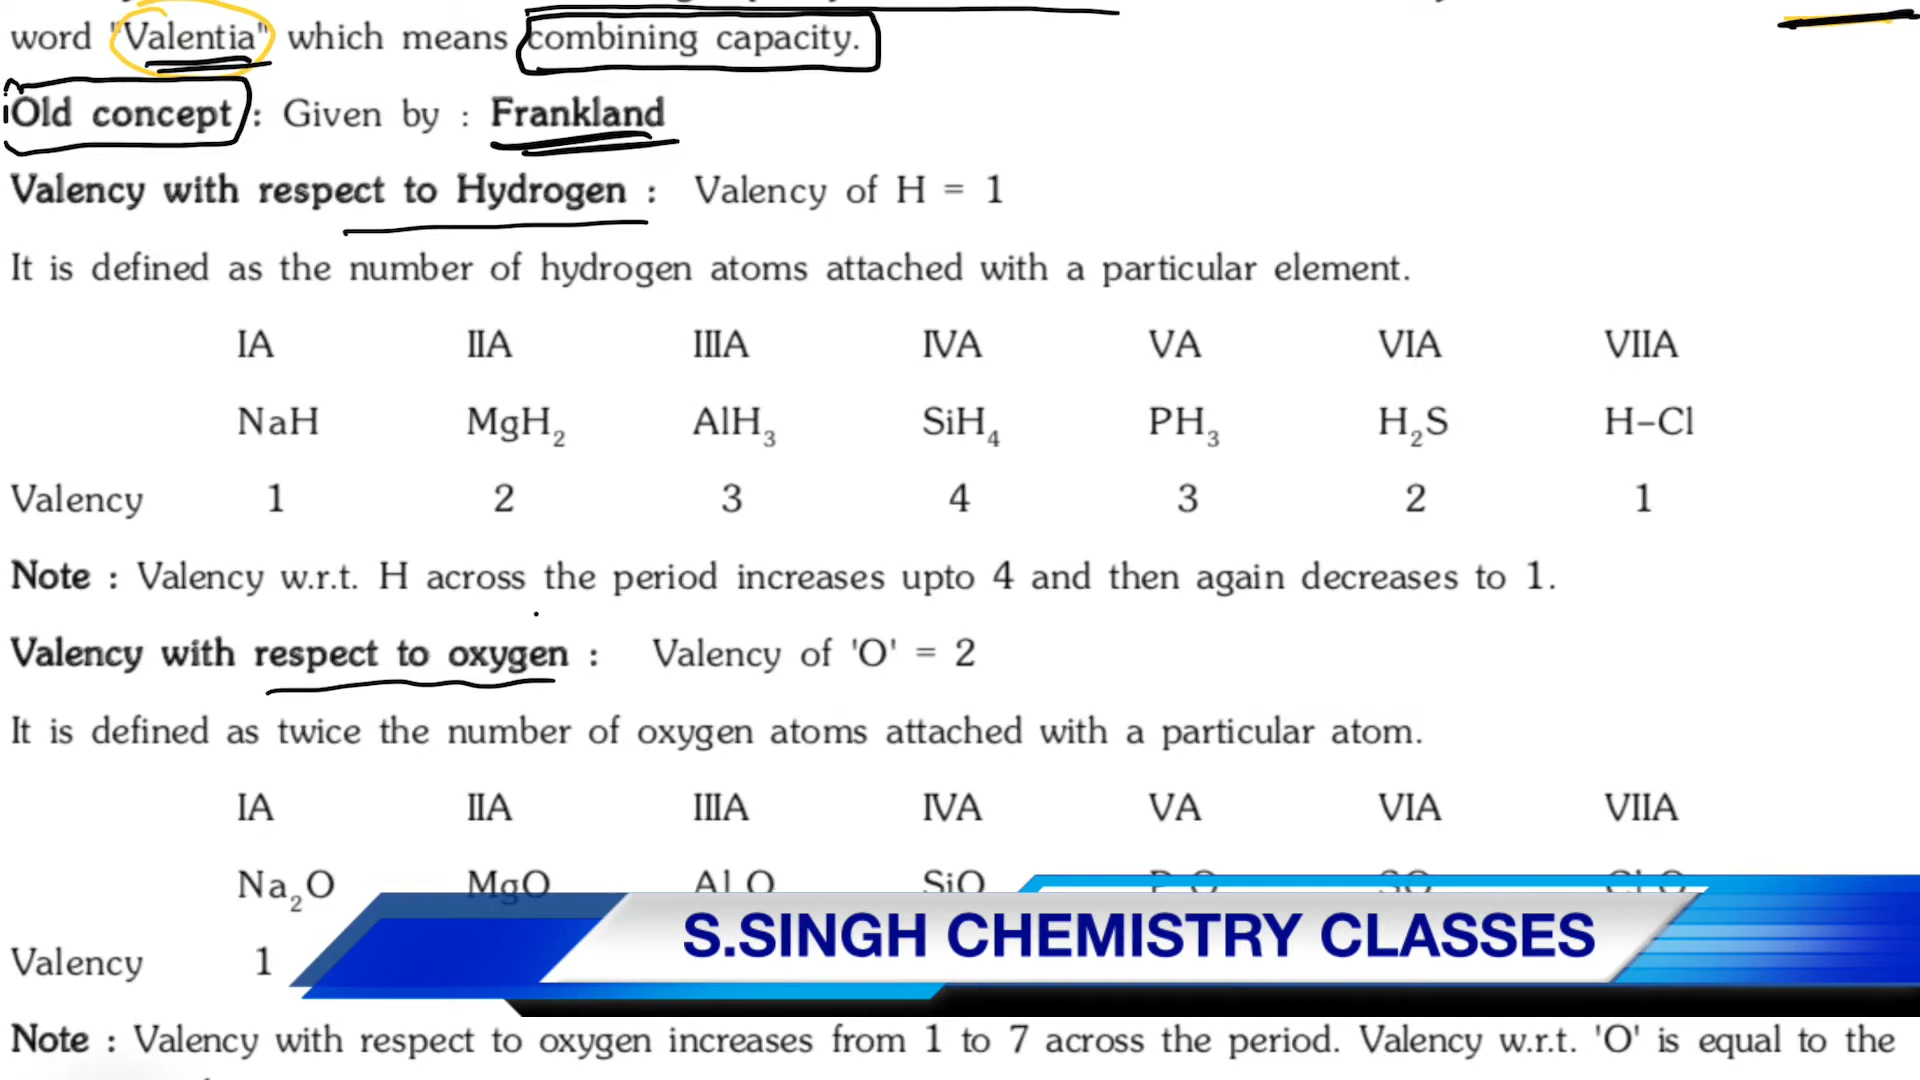 word "Valentia" which means combining capacity.
Old concept : Given by : Frankland
Valency with respect to Hydrogen : Valency of H = 1
It is defined as the number of hydrogen atoms attached with a particular element.
IA IIA IIIA IVA VA VIA VIIA
NaH MgH₂ AlH₃ SiH₄ PH₃ H₂S H–Cl
Valency 1 2 3 4 3 2 1
Note : Valency w.r.t. H across the period increases upto 4 and then again decreases to 1.
Valency with respect to oxygen : Valency of 'O' = 2
It is defined as twice the number of oxygen atoms attached with a particular atom.
IA IIA IIIA IVA VA VIA VIIA
Na₂O MgO
S.SINGH CHEMISTRY CLASSES
Valency 1
Note : Valency with respect to oxygen increases from 1 to 7 across the period. Valency w.r.t. 'O' is equal to the